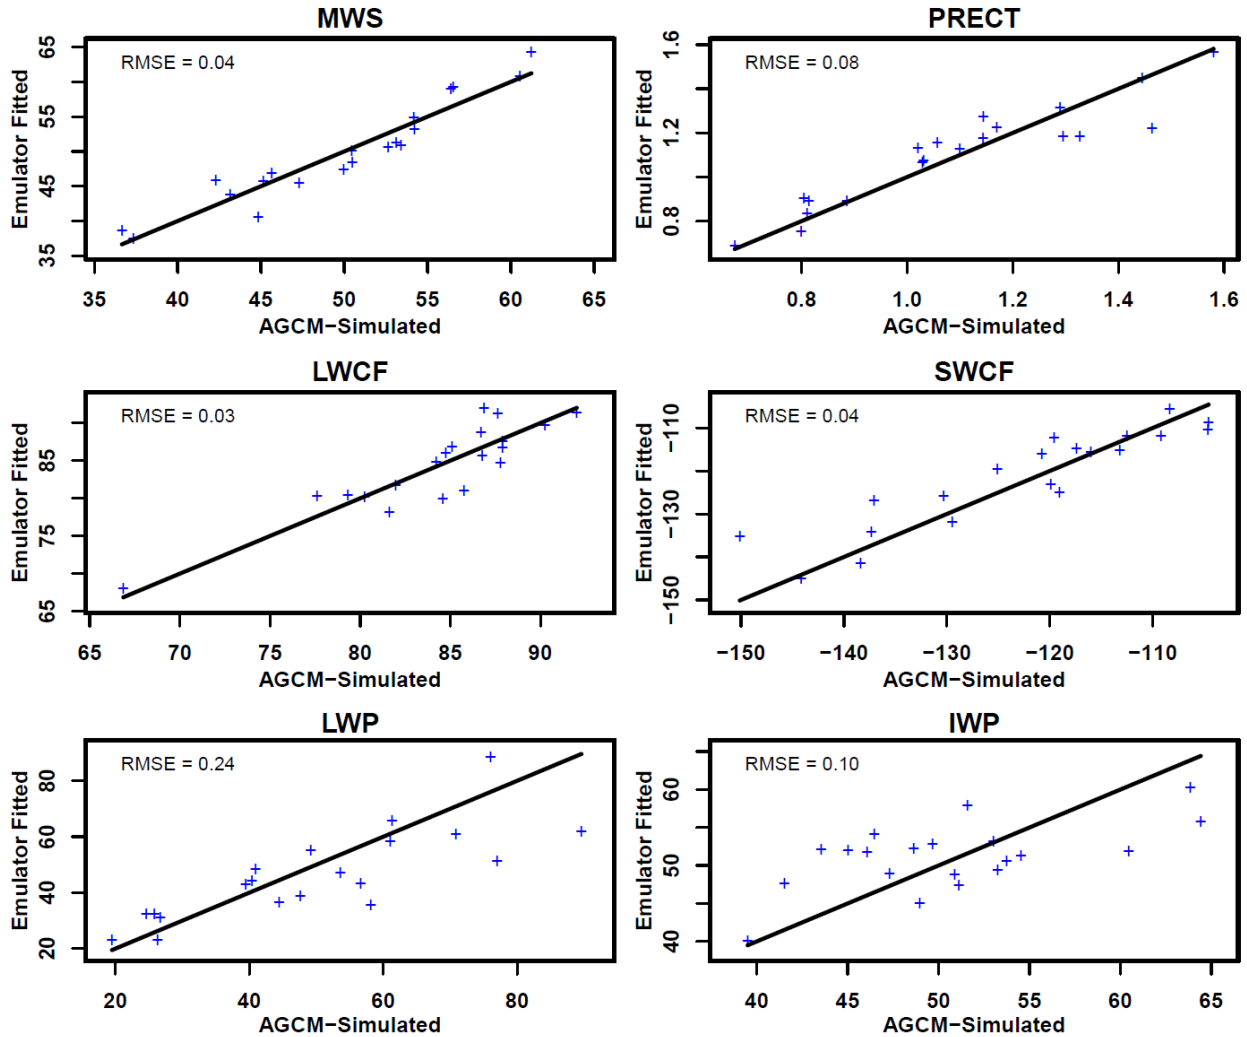 MWS
RMSE = 0.04
Emulator Fitted
35 45 55 65
35 40 45 50 55 60 65
AGCM−Simulated
PRECT
RMSE = 0.08
Emulator Fitted
0.8 1.2 1.6
0.8 1.0 1.2 1.4 1.6
AGCM−Simulated
LWCF
RMSE = 0.03
Emulator Fitted
65 75 85
65 70 75 80 85 90
AGCM−Simulated
SWCF
RMSE = 0.04
Emulator Fitted
−150 −130 −110
−150 −140 −130 −120 −110
AGCM−Simulated
LWP
RMSE = 0.24
Emulator Fitted
20 40 60 80
20 40 60 80
AGCM−Simulated
IWP
RMSE = 0.10
Emulator Fitted
40 50 60
40 45 50 55 60 65
AGCM−Simulated